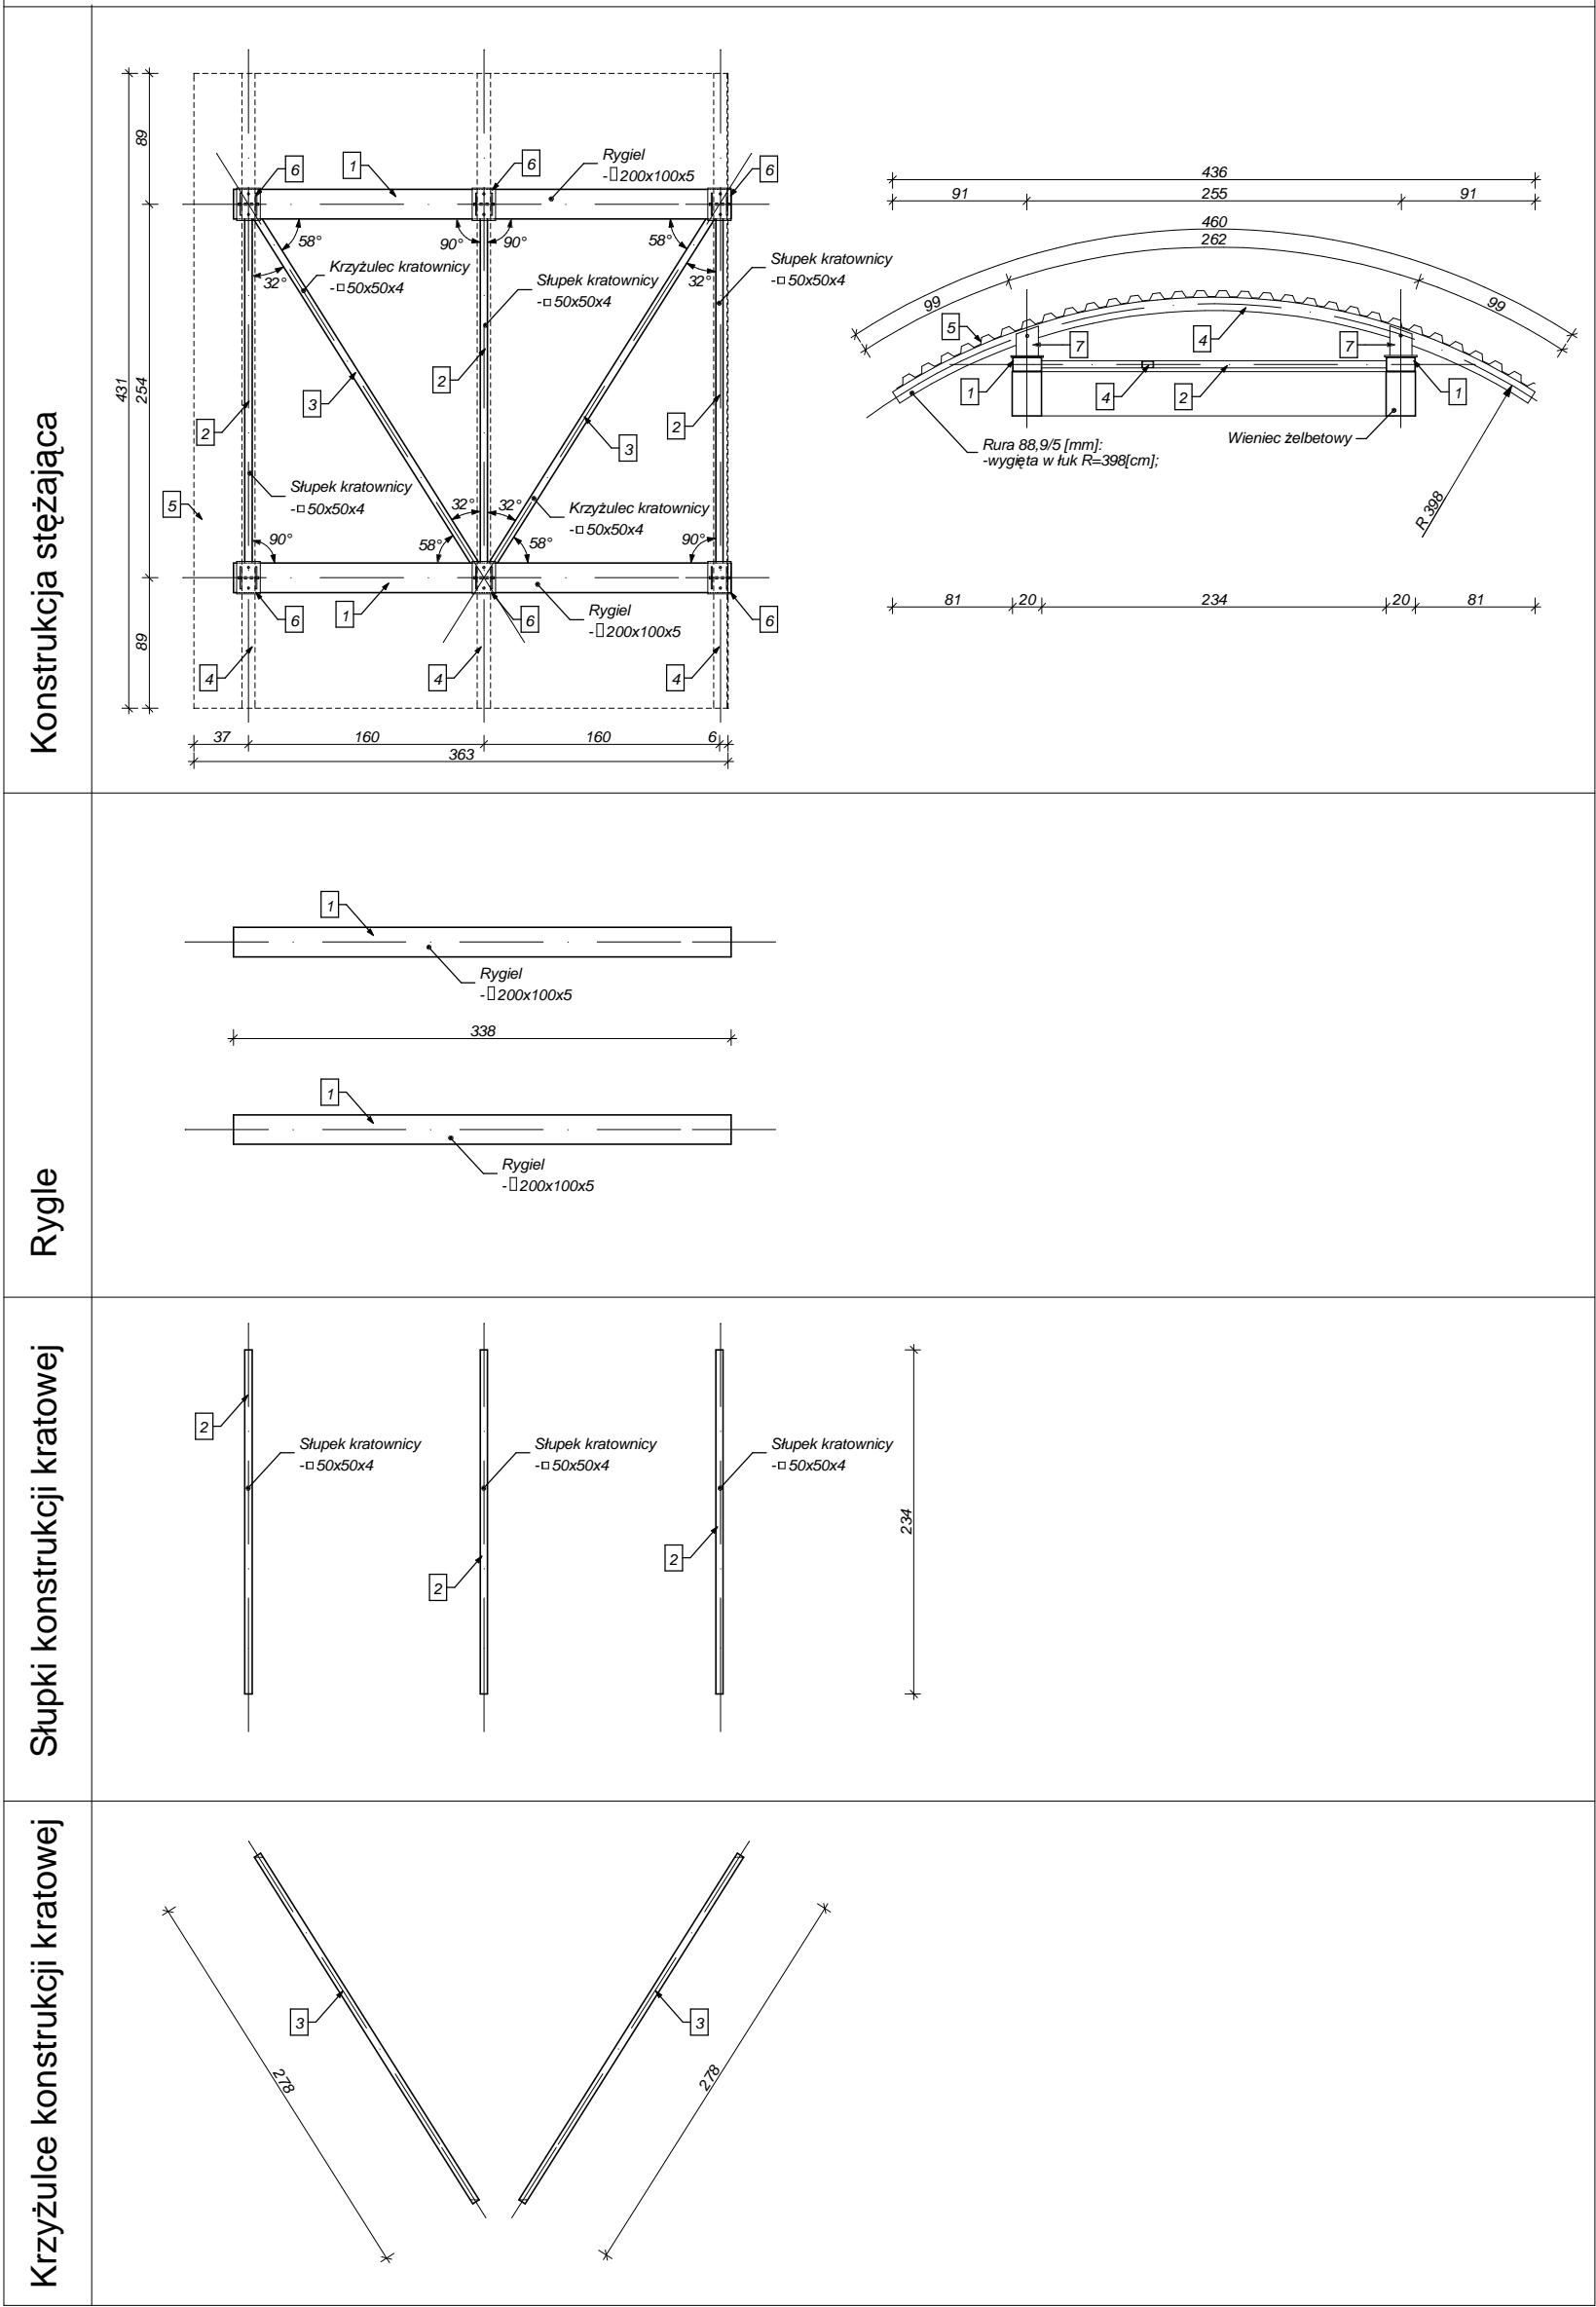 Konstrukcja stężająca
431
89
254
89
6
1
6
Rygiel
-▯200x100x5
6
58°
90°
90°
58°
32°
Krzyżulec kratownicy
-□ 50x50x4
Słupek kratownicy
-□ 50x50x4
32°
Słupek kratownicy
-□ 50x50x4
3
2
2
2
3
5
Słupek kratownicy
-□ 50x50x4
32°
32°
Krzyżulec kratownicy
-□ 50x50x4
90°
58°
58°
90°
6
1
6
Rygiel
-▯200x100x5
6
4
4
4
37
160
160
6
363
436
91
255
91
460
262
99
99
5
7
4
7
1
4
2
1
Rura 88,9/5 [mm]:
-wygięta w łuk R=398[cm];
Wieniec żelbetowy
R 398
81
20
234
20
81
Rygle
1
Rygiel
-▯200x100x5
338
1
Rygiel
-▯200x100x5
Słupki konstrukcji kratowej
2
Słupek kratownicy
-□ 50x50x4
Słupek kratownicy
-□ 50x50x4
Słupek kratownicy
-□ 50x50x4
2
2
234
Krzyżulce konstrukcji kratowej
3
3
278
278